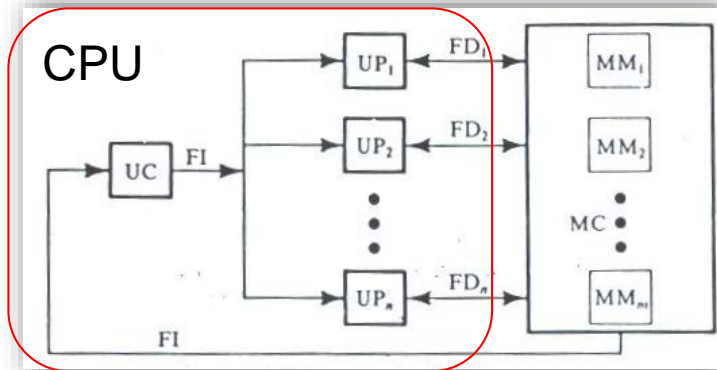 CPU
UP₁ FD₁ MM₁
UC FI UP₂ FD₂ MM₂
MC
UPₙ FDₙ MMₘ
FI